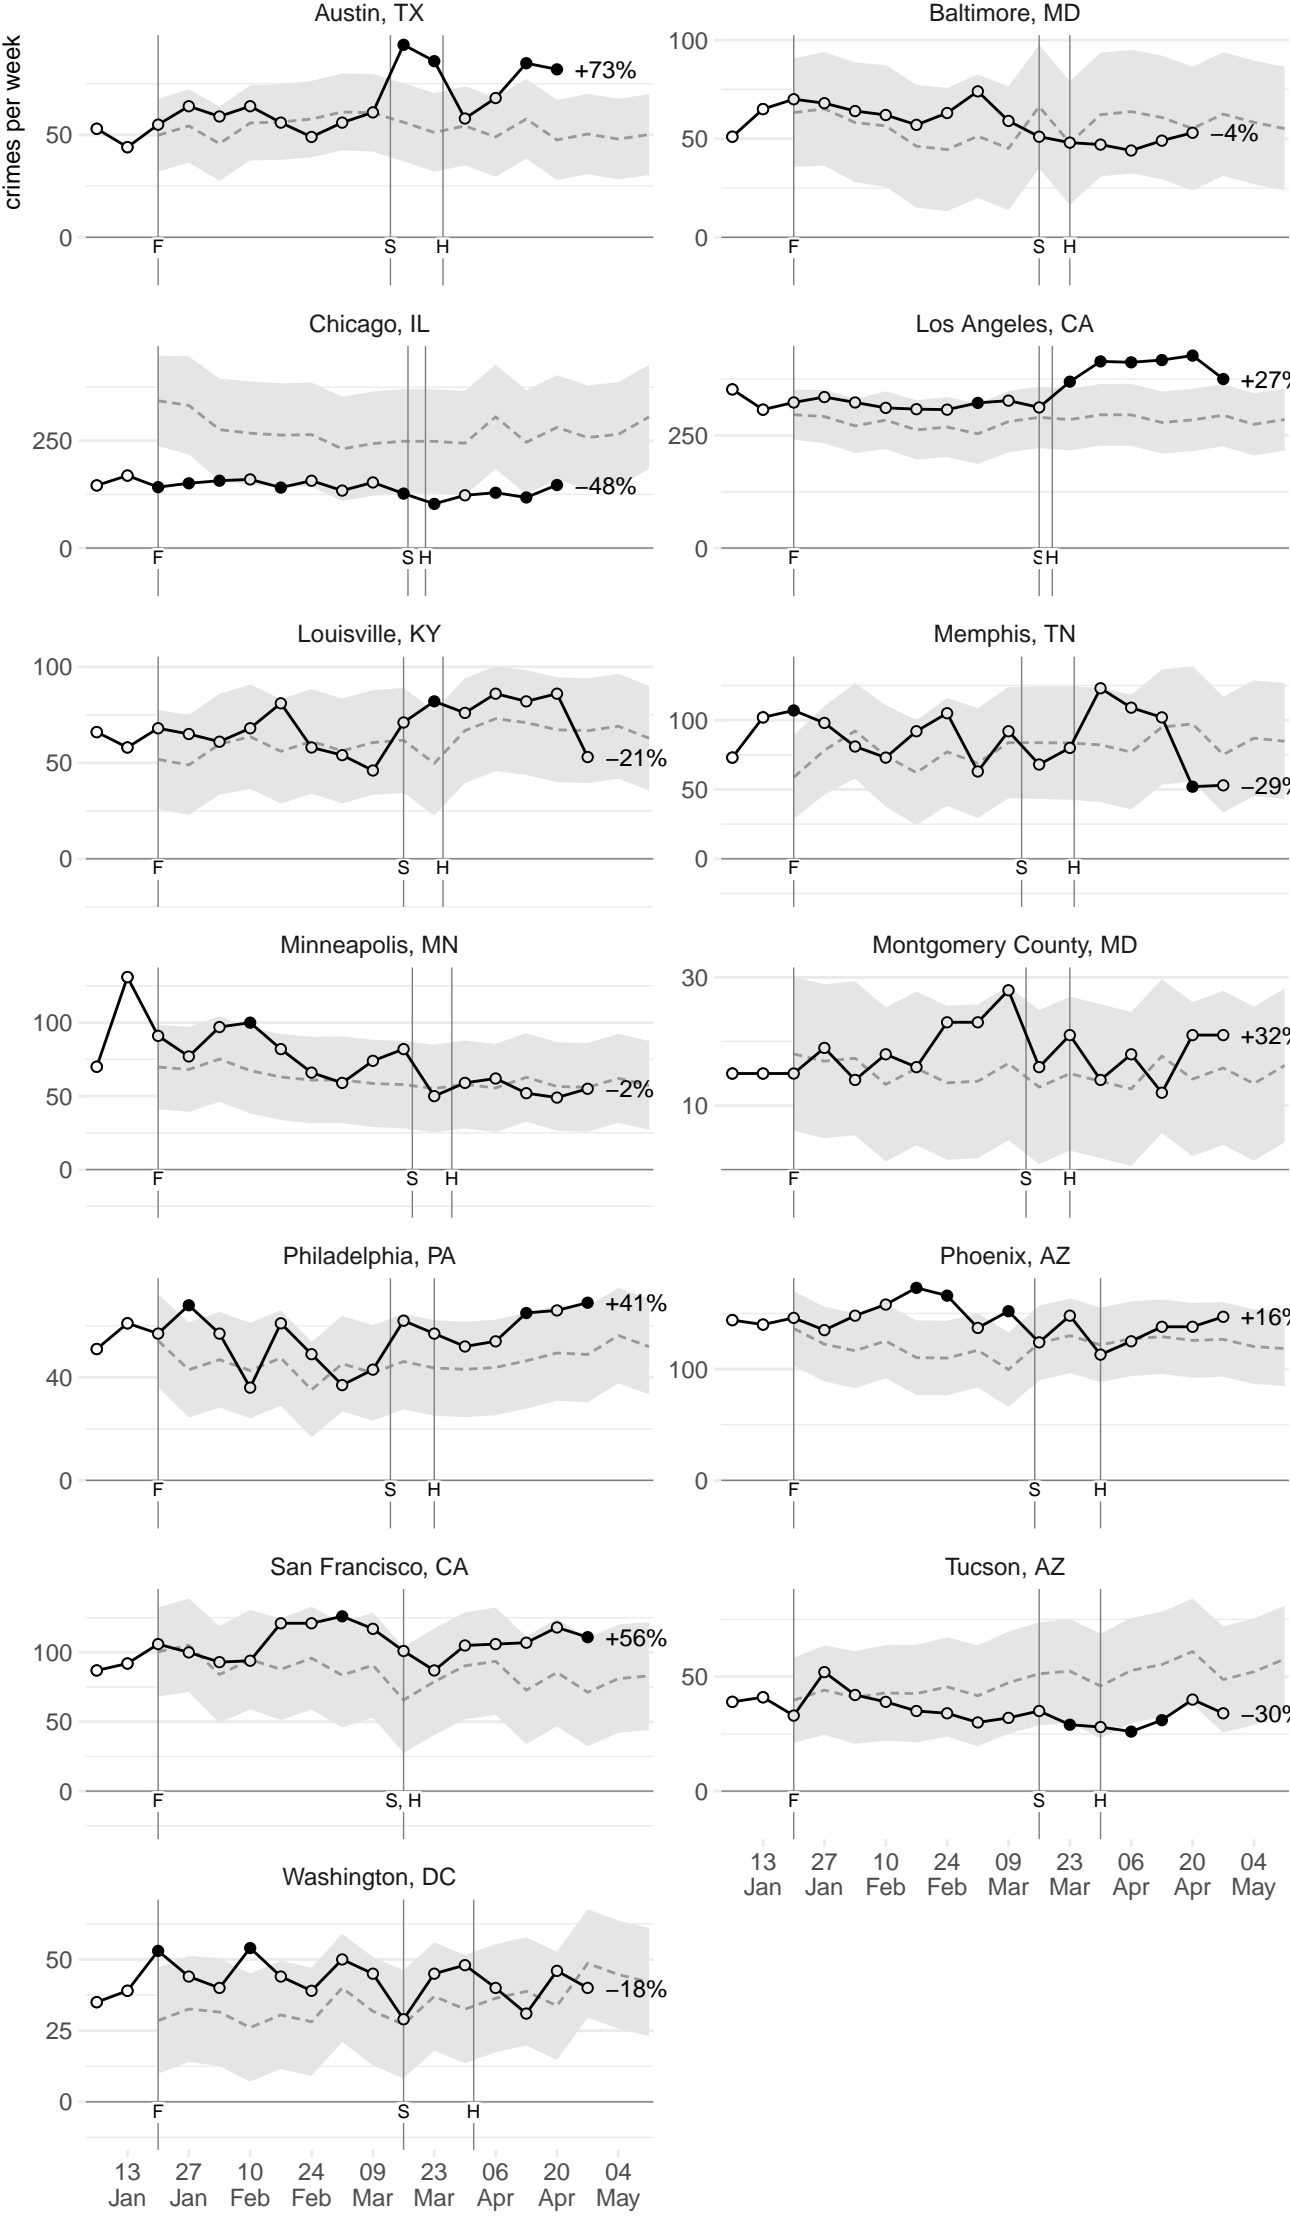 Austin, TX
Baltimore, MD
crimes per week
50
0
+73%
F
S
H
100
50
0
−4%
F
S
H
Chicago, IL
Los Angeles, CA
250
0
−48%
F
S
H
250
0
+27%
F
S
H
Louisville, KY
Memphis, TN
100
50
0
−21%
F
S
H
100
50
0
−29%
F
S
H
Minneapolis, MN
Montgomery County, MD
100
50
0
−2%
F
S
H
30
10
+32%
F
S
H
Philadelphia, PA
Phoenix, AZ
40
0
+41%
F
S
H
100
0
+16%
F
S
H
San Francisco, CA
Tucson, AZ
100
50
0
+56%
F
S, H
50
0
−30%
F
S
H
13 27 10 24 09 23 06 20 04
Jan Jan Feb Feb Mar Mar Apr Apr May
Washington, DC
50
25
0
−18%
F
S
H
13 27 10 24 09 23 06 20 04
Jan Jan Feb Feb Mar Mar Apr Apr May